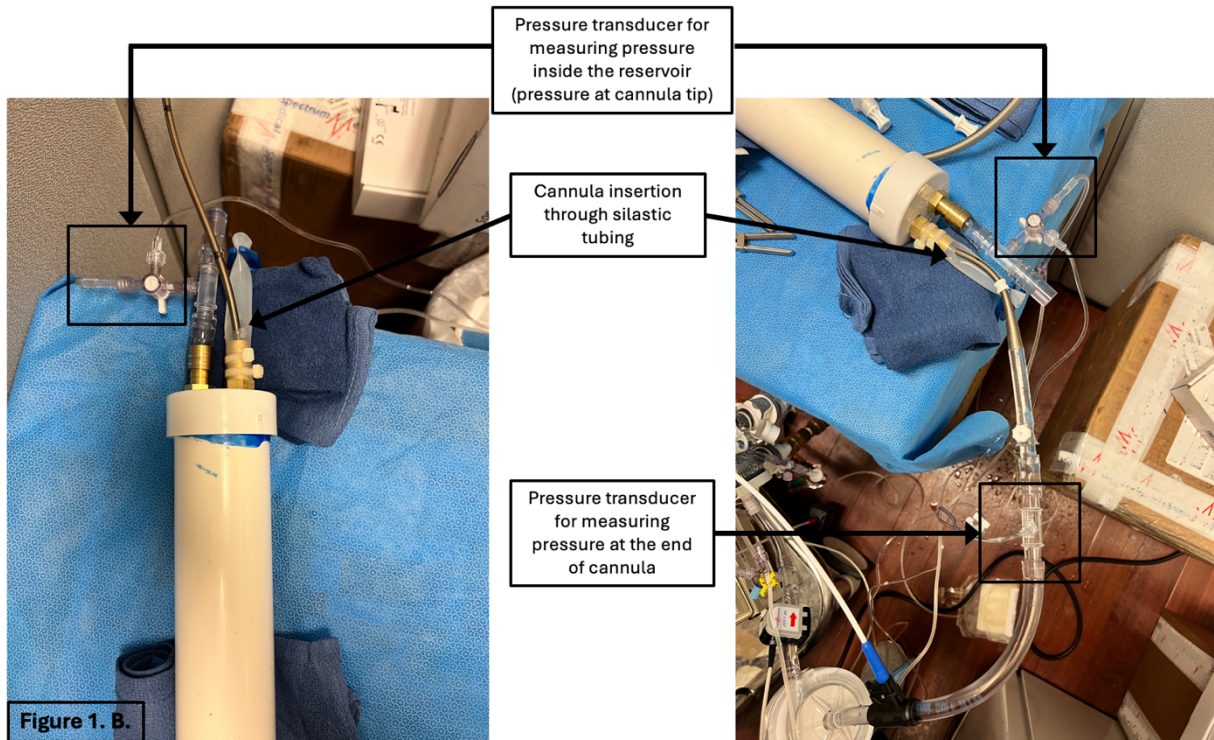 Pressure transducer for
measuring pressure
inside the reservoir
(pressure at cannula tip)
Cannula insertion
through silastic
tubing
Pressure transducer
for measuring
pressure at the end
of cannula
Figure 1. B.
spectrum